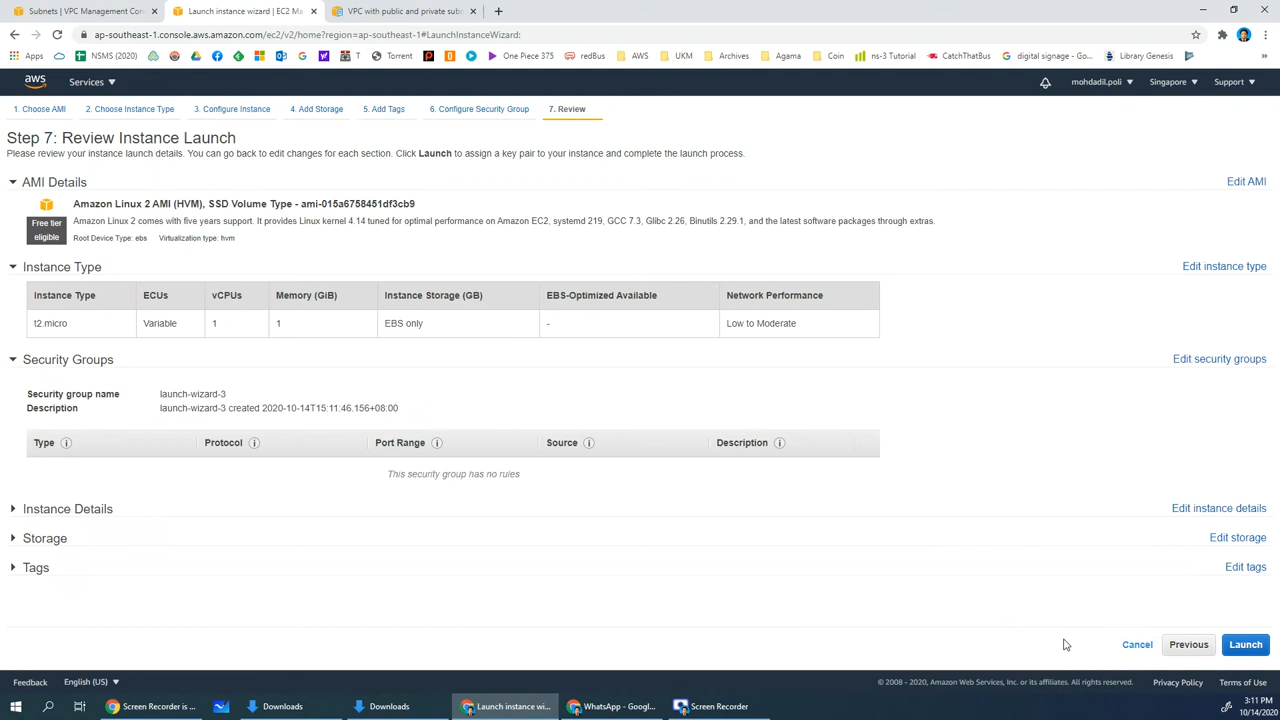 Subnets | VPC Management Con
Launch instance wizard | EC2 Ma
VPC with public and private subn
ap-southeast-1.console.aws.amazon.com/ec2/v2/home?region=ap-southeast-1#LaunchInstanceWizard:
Apps
NSMS (2020)
Torrent
One Piece 375
redBus
AWS
UKM
Archives
Agama
Coin
ns-3 Tutorial
CatchThatBus
digital signage - Go...
Library Genesis
aws
Services
mohdadil.poli
Singapore
Support
1. Choose AMI
2. Choose Instance Type
3. Configure Instance
4. Add Storage
5. Add Tags
6. Configure Security Group
7. Review
Step 7: Review Instance Launch
Please review your instance launch details. You can go back to edit changes for each section. Click Launch to assign a key pair to your instance and complete the launch process.
AMI Details
Edit AMI
Amazon Linux 2 AMI (HVM), SSD Volume Type - ami-015a6758451df3cb9
Free tier
eligible
Amazon Linux 2 comes with five years support. It provides Linux kernel 4.14 tuned for optimal performance on Amazon EC2, systemd 219, GCC 7.3, Glibc 2.26, Binutils 2.29.1, and the latest software packages through extras.
Root Device Type: ebs Virtualization type: hvm
Instance Type
Edit instance type
Instance Type ECUs vCPUs Memory (GiB) Instance Storage (GB) EBS-Optimized Available Network Performance
t2.micro Variable 1 1 EBS only - Low to Moderate
Security Groups
Edit security groups
Security group name launch-wizard-3
Description launch-wizard-3 created 2020-10-14T15:11:46.156+08:00
Type Protocol Port Range Source Description
This security group has no rules
Instance Details
Edit instance details
Storage
Edit storage
Tags
Edit tags
Cancel
Previous
Launch
Feedback
English (US)
© 2008 - 2020, Amazon Web Services, Inc. or its affiliates. All rights reserved.
Privacy Policy
Terms of Use
Screen Recorder is ...
Downloads
Downloads
Launch instance wi...
WhatsApp - Googl...
Screen Recorder
3:11 PM
10/14/2020